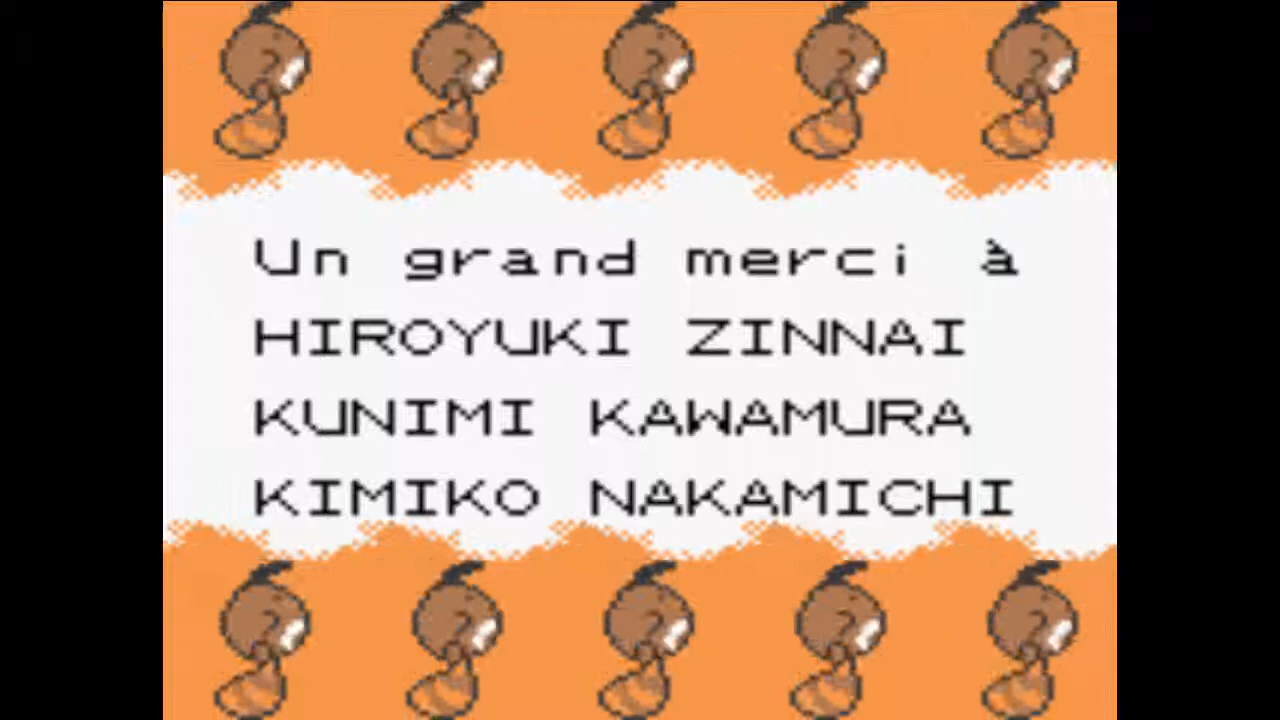 Un grand merci à
HIROYUKI ZINNAI
KUNIMI KAWAMURA
KIMIKO NAKAMICHI